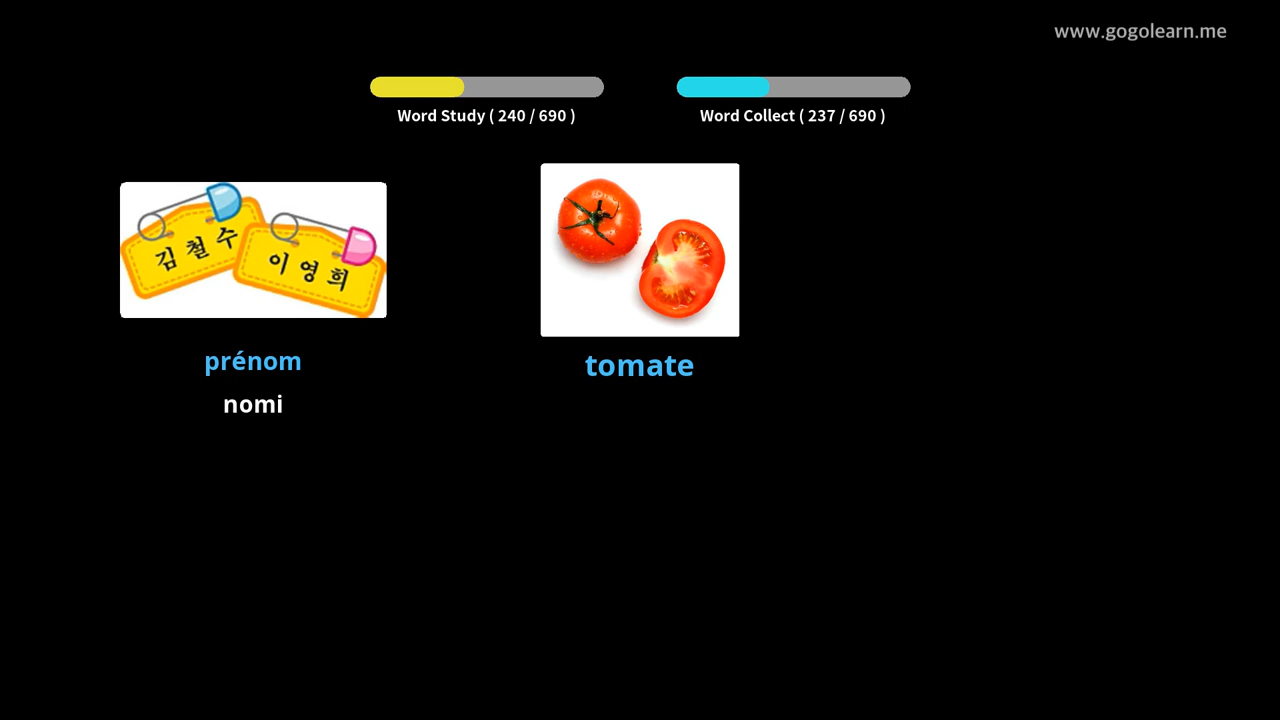 www.gogolearn.me
Word Study ( 240 / 690 )
Word Collect ( 237 / 690 )
김철수
이영희
prénom
nomi
tomate